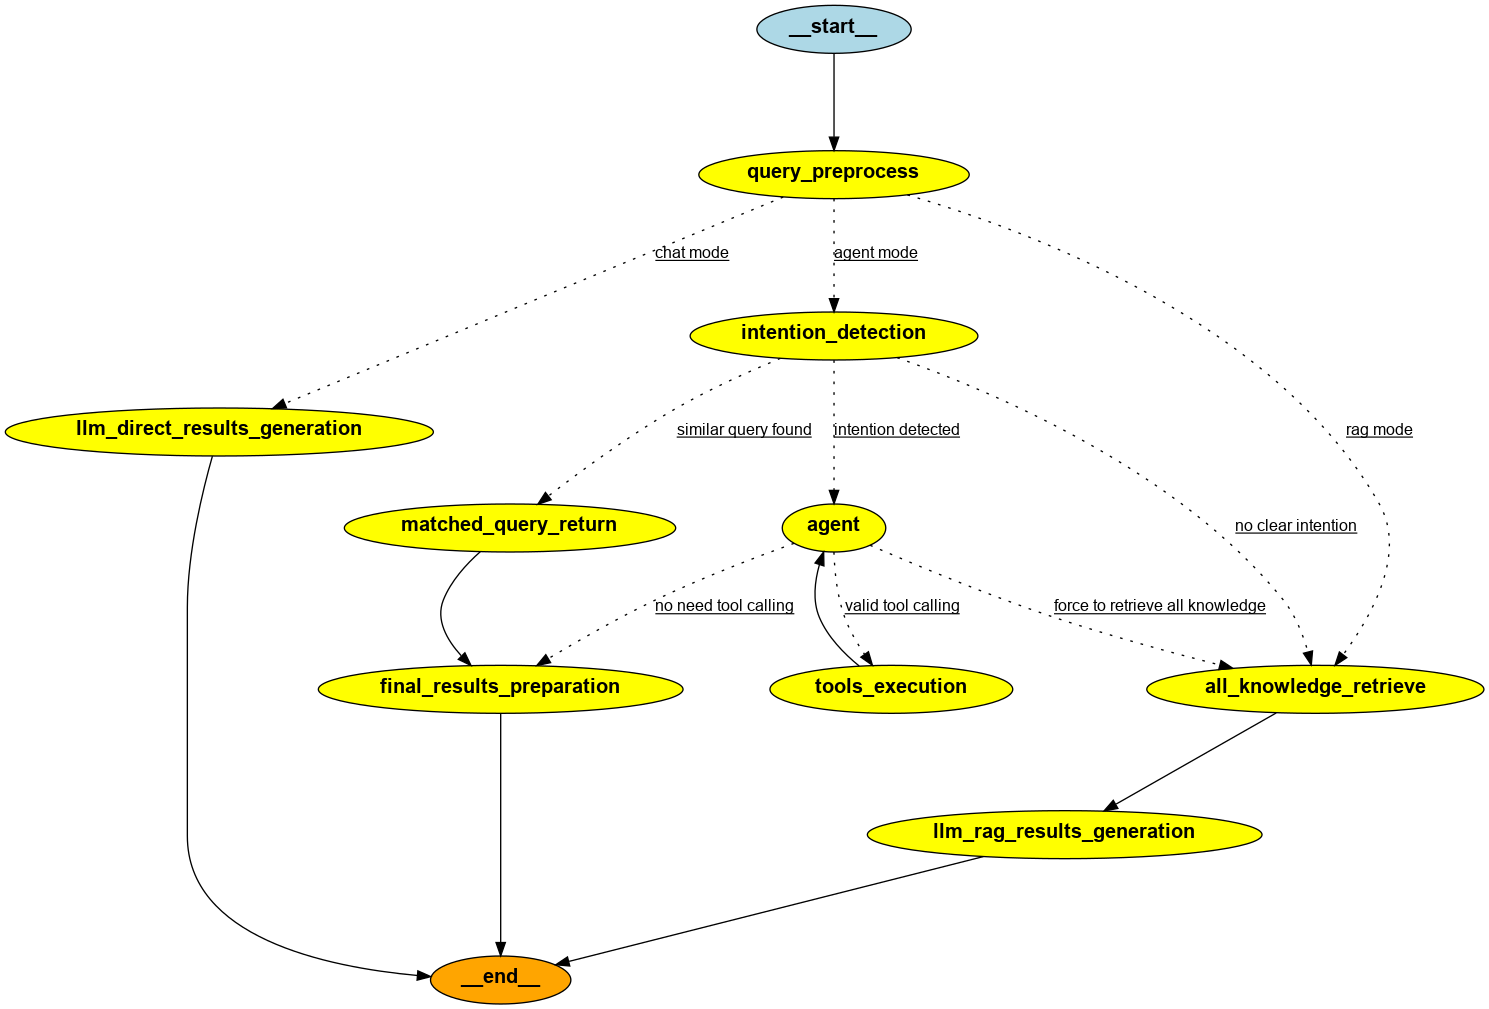 __start__
query_preprocess
chat mode
agent mode
intention_detection
llm_direct_results_generation
similar query found
intention detected
rag mode
matched_query_return
agent
no clear intention
no need tool calling
valid tool calling
force to retrieve all knowledge
final_results_preparation
tools_execution
all_knowledge_retrieve
llm_rag_results_generation
__end__